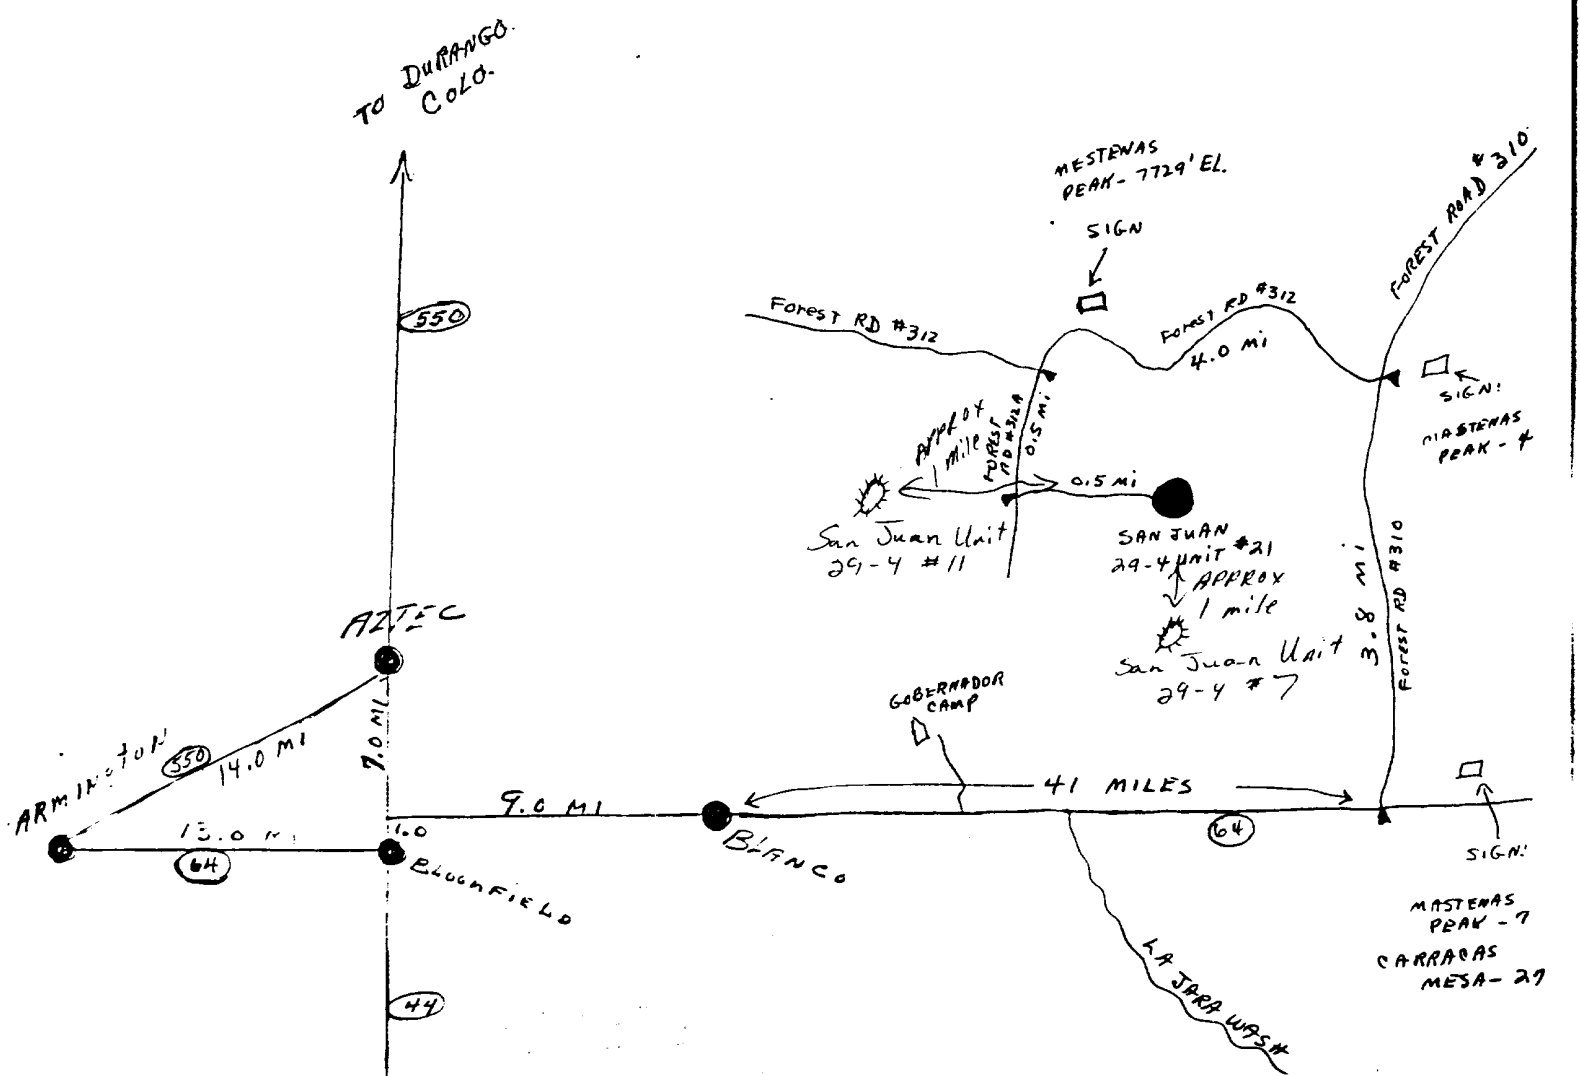 TO DURANGO.
COLO.
550
MESTENAS
PEAK - 7729' EL.
SIGN
FOREST ROAD #310
Forest RD #312
Forest RD #312
4.0 MI
SIGN!
MASTENAS
PEAK - 4
APPROX
1 mile
FOREST
RD #312A
0.5 MI
0.5 MI
San Juan Unit
29-4 #11
SAN JUAN
29-4 UNIT #21
APPROX
1 mile
San Juan Unit
29-4 #7
3.8 MI
FOREST RD #310
AZTEC
7.0 MI
ARMINGTON
550
14.0 MI
64
1.0
BLOOMFIELD
9.0 MI
BLANCO
GOBERNADOR
CAMP
41 MILES
64
SIGN!
MASTENAS
PEAK - 7
CARRACAS
MESA - 27
LA JARA WASH
44